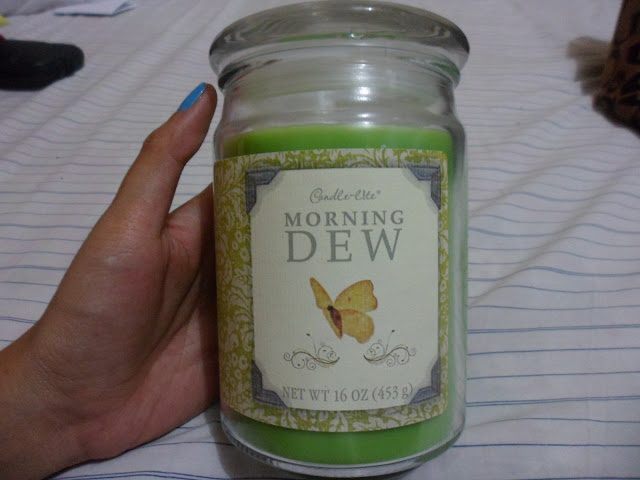 Candle-lite®
MORNING
DEW
NET WT 16 OZ (453 g)